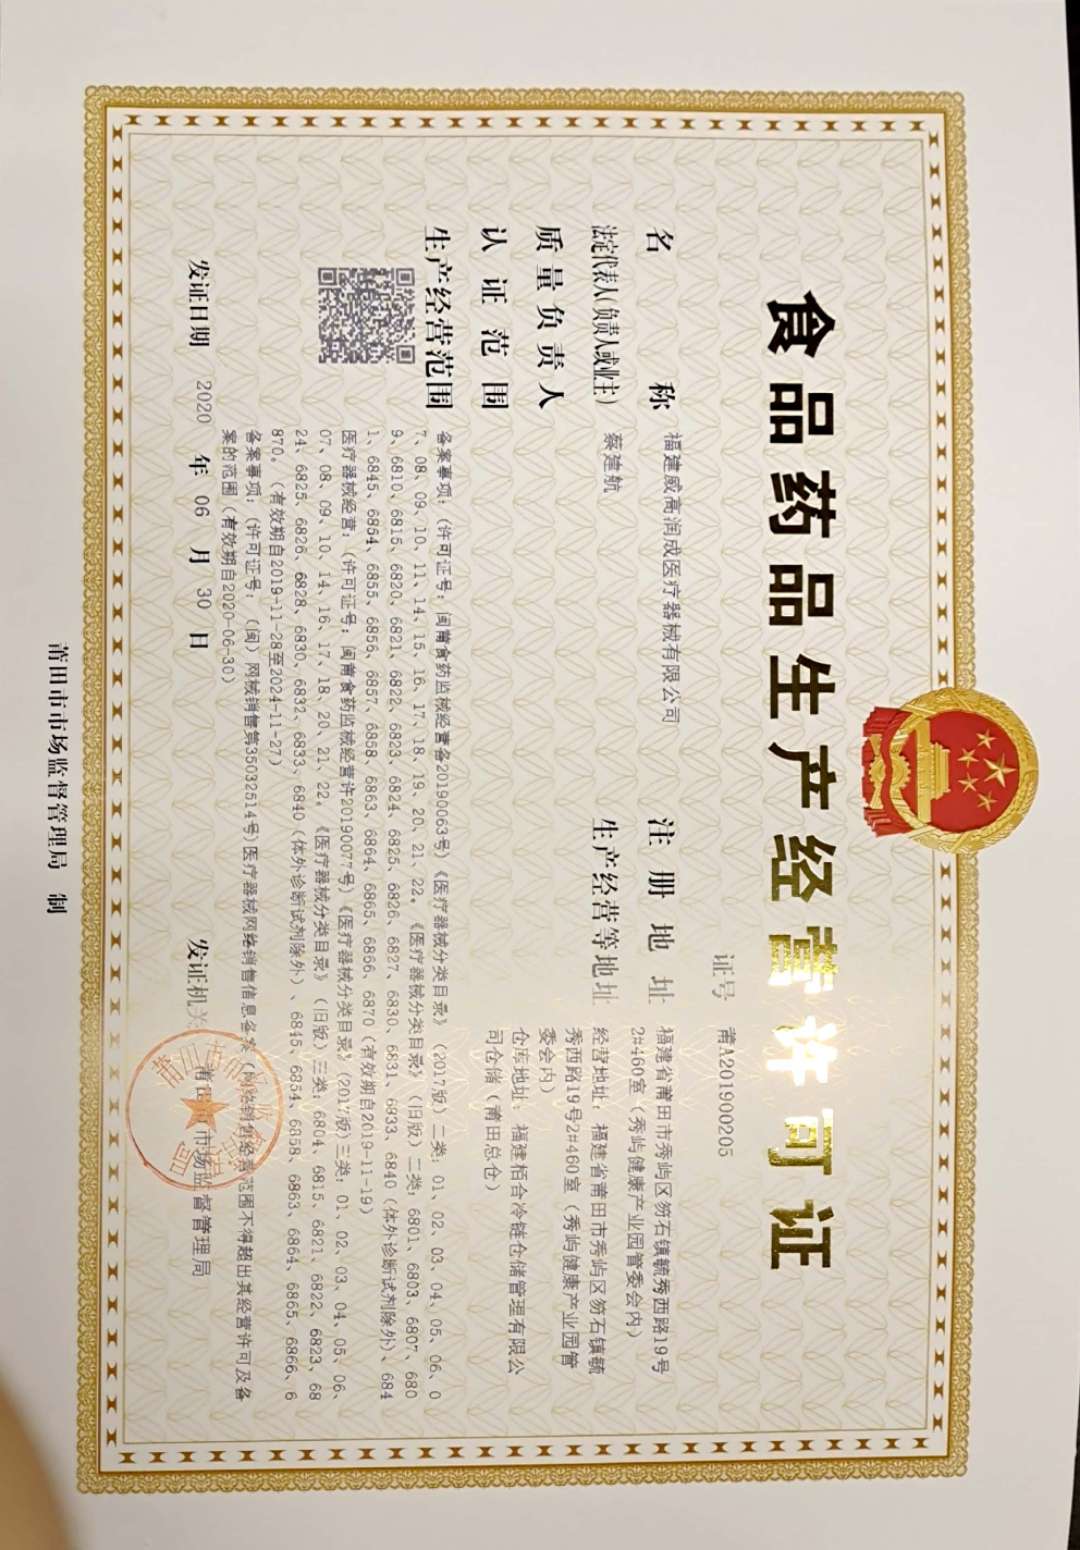 食品药品生产经营许可证
证号 莆A201900205
名称 福建威高润成医疗器械有限公司
法定代表人(负责人或业主) 蔡建航
质量负责人
认证范围
注册地址 福建省莆田市秀屿区笏石镇毓秀西路19号
2#460室（秀屿健康产业园管委会内）
生产经营等地址 经营地址：福建省莆田市秀屿区笏石镇毓
秀西路19号2#460室（秀屿健康产业园管
委会内）
仓库地址：福建栢合冷链仓储管理有限公
司仓储（莆田总仓）
生产经营范围
备案事项：(许可证号：闽莆食药监械经营备20190063号)《医疗器械分类目录》（2017版）二类：01、02、03、04、05、06、0
7、08、09、10、11、14、15、16、17、18、19、20、21、22。《医疗器械分类目录》（旧版）二类：6801、6803、6807、680
9、6810、6815、6820、6821、6822、6823、6824、6825、6826、6827、6830、6831、6833、6840（体外诊断试剂除外）、684
1、6845、6854、6855、6856、6857、6858、6863、6864、6865、6866、6870（有效期自2019-11-19）
医疗器械经营：(许可证号：闽莆食药监械经营许20190077号)《医疗器械分类目录》（2017版）三类：01、02、03、04、05、06、
07、08、09、10、14、16、17、18、20、21、22。《医疗器械分类目录》（旧版）三类：6804、6815、6821、6822、6823、68
24、6825、6826、6828、6830、6832、6833、6840（体外诊断试剂除外）、6845、6854、6858、6863、6864、6865、6866、6
870。（有效期自2019-11-28至2024-11-27）
备案事项：(许可证号：（闽）网械销售第35032514号)医疗器械网络销售信息备案（网络销售经营范围不得超出其经营许可及备
案的范围（有效期自2020-06-30）
发证日期 2020 年 06 月 30 日
发证机关 莆田市市场监督管理局
莆田市市场监督管理局 制